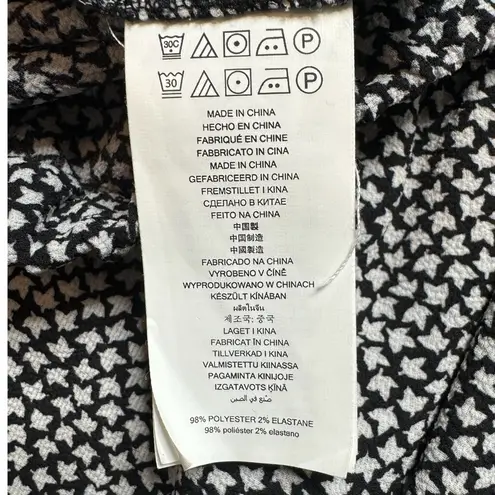 30C P
30 P
MADE IN CHINA
HECHO EN CHINA
FABRIQUÉ EN CHINE
FABBRICATO IN CINA
MADE IN CHINA
GEFABRICEERD IN CHINA
FREMSTILLET I KINA
СДЕЛАНО В КИТАЕ
FEITO NA CHINA
中国製
中国制造
中國製造
FABRICADO NA CHINA
VYROBENO V ČÍNĚ
WYPRODUKOWANO W CHINACH
KÉSZÜLT KÍNÁBAN
ผลิตในจีน
제조국: 중국
LAGET I KINA
FABRICAT ÎN CHINA
TILLVERKAD I KINA
VALMISTETTU KIINASSA
PAGAMINTA KINIJOJE
IZGATAVOTS ĶĪNĀ
صنع في الصين
98% POLYESTER 2% ELASTANE
98% poliéster 2% elastano